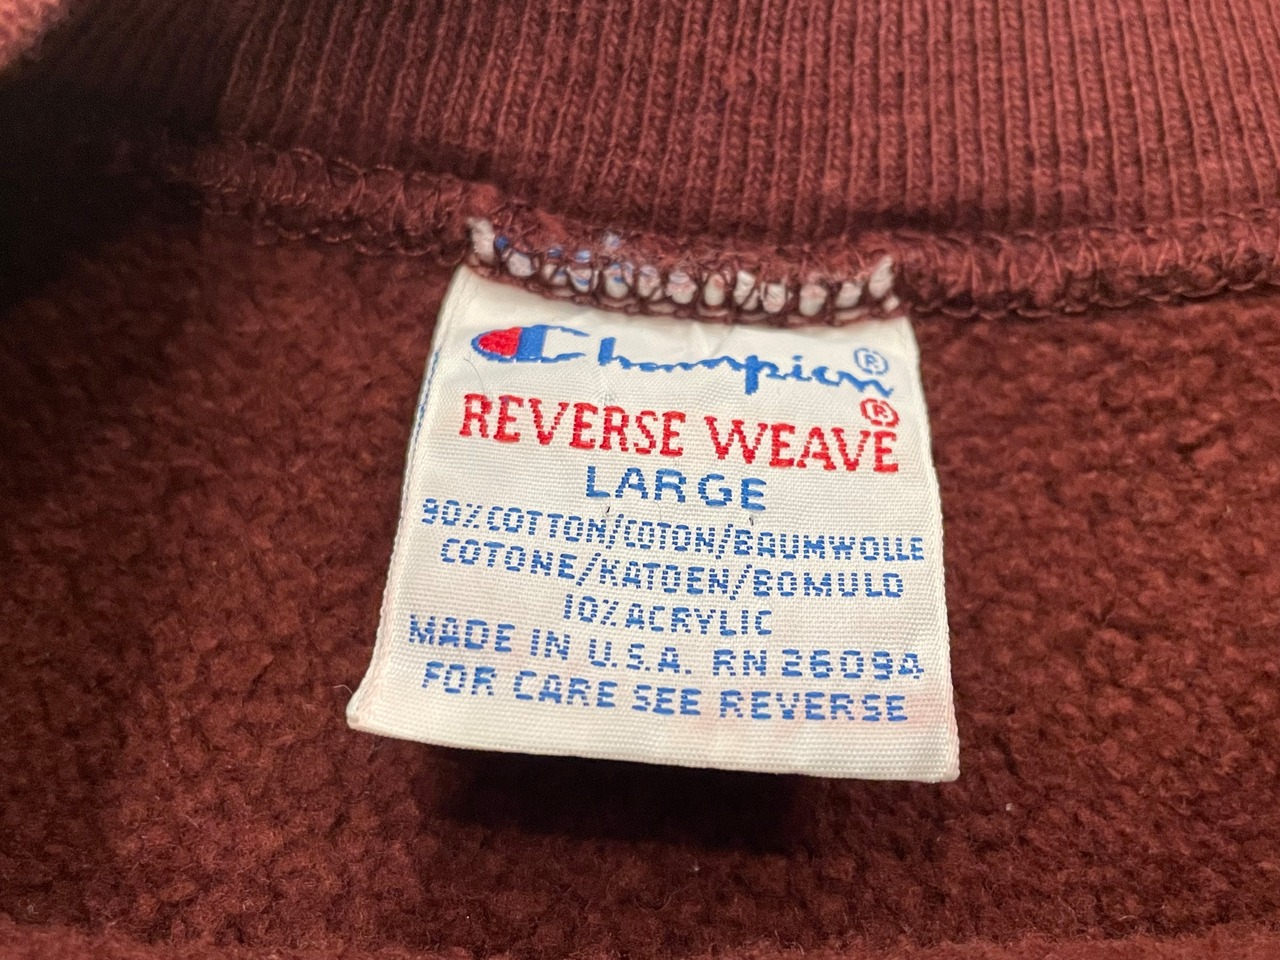 Champion®
REVERSE WEAVE®
LARGE
90% COTTON/COTON/BAUMWOLLE
COTONE/KATOEN/BOMULD
10% ACRYLIC
MADE IN U.S.A. RN 26094
FOR CARE SEE REVERSE